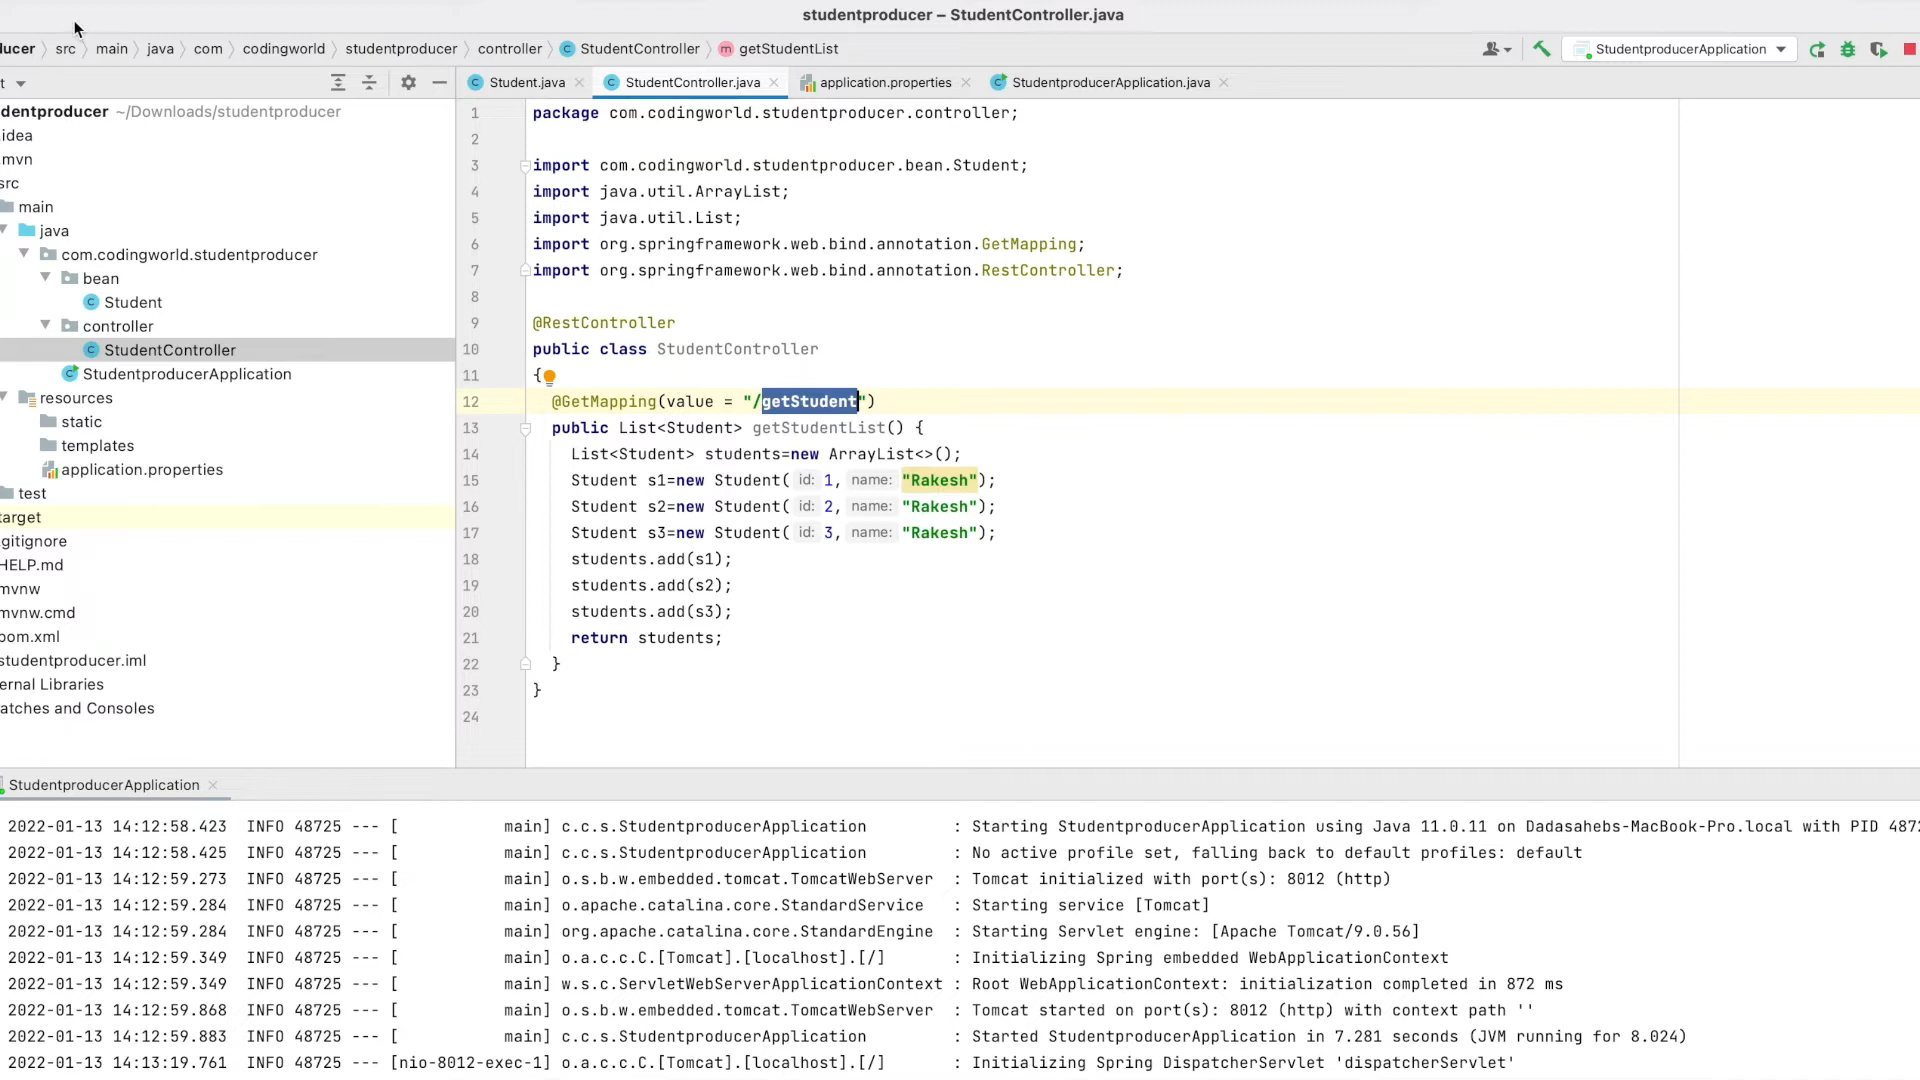 studentproducer – StudentController.java
ducer src main java com codingworld studentproducer controller StudentController getStudentList
StudentproducerApplication
t
Student.java
StudentController.java
application.properties
StudentproducerApplication.java
dentproducer ~/Downloads/studentproducer
idea
mvn
src
main
java
com.codingworld.studentproducer
bean
Student
controller
StudentController
StudentproducerApplication
resources
static
templates
application.properties
test
target
gitignore
HELP.md
mvnw
mvnw.cmd
pom.xml
studentproducer.iml
ernal Libraries
atches and Consoles
1 package com.codingworld.studentproducer.controller;
2
3 import com.codingworld.studentproducer.bean.Student;
4 import java.util.ArrayList;
5 import java.util.List;
6 import org.springframework.web.bind.annotation.GetMapping;
7 import org.springframework.web.bind.annotation.RestController;
8
9 @RestController
10 public class StudentController
11 {
12 @GetMapping(value = "/getStudent")
13 public List<Student> getStudentList() {
14 List<Student> students=new ArrayList<>();
15 Student s1=new Student( id: 1, name: "Rakesh");
16 Student s2=new Student( id: 2, name: "Rakesh");
17 Student s3=new Student( id: 3, name: "Rakesh");
18 students.add(s1);
19 students.add(s2);
20 students.add(s3);
21 return students;
22 }
23 }
24
StudentproducerApplication
2022-01-13 14:12:58.423 INFO 48725 --- [ main] c.c.s.StudentproducerApplication : Starting StudentproducerApplication using Java 11.0.11 on Dadasahebs-MacBook-Pro.local with PID 4872
2022-01-13 14:12:58.425 INFO 48725 --- [ main] c.c.s.StudentproducerApplication : No active profile set, falling back to default profiles: default
2022-01-13 14:12:59.273 INFO 48725 --- [ main] o.s.b.w.embedded.tomcat.TomcatWebServer : Tomcat initialized with port(s): 8012 (http)
2022-01-13 14:12:59.284 INFO 48725 --- [ main] o.apache.catalina.core.StandardService : Starting service [Tomcat]
2022-01-13 14:12:59.284 INFO 48725 --- [ main] org.apache.catalina.core.StandardEngine : Starting Servlet engine: [Apache Tomcat/9.0.56]
2022-01-13 14:12:59.349 INFO 48725 --- [ main] o.a.c.c.C.[Tomcat].[localhost].[/] : Initializing Spring embedded WebApplicationContext
2022-01-13 14:12:59.349 INFO 48725 --- [ main] w.s.c.ServletWebServerApplicationContext : Root WebApplicationContext: initialization completed in 872 ms
2022-01-13 14:12:59.868 INFO 48725 --- [ main] o.s.b.w.embedded.tomcat.TomcatWebServer : Tomcat started on port(s): 8012 (http) with context path ''
2022-01-13 14:12:59.883 INFO 48725 --- [ main] c.c.s.StudentproducerApplication : Started StudentproducerApplication in 7.281 seconds (JVM running for 8.024)
2022-01-13 14:13:19.761 INFO 48725 --- [nio-8012-exec-1] o.a.c.c.C.[Tomcat].[localhost].[/] : Initializing Spring DispatcherServlet 'dispatcherServlet'